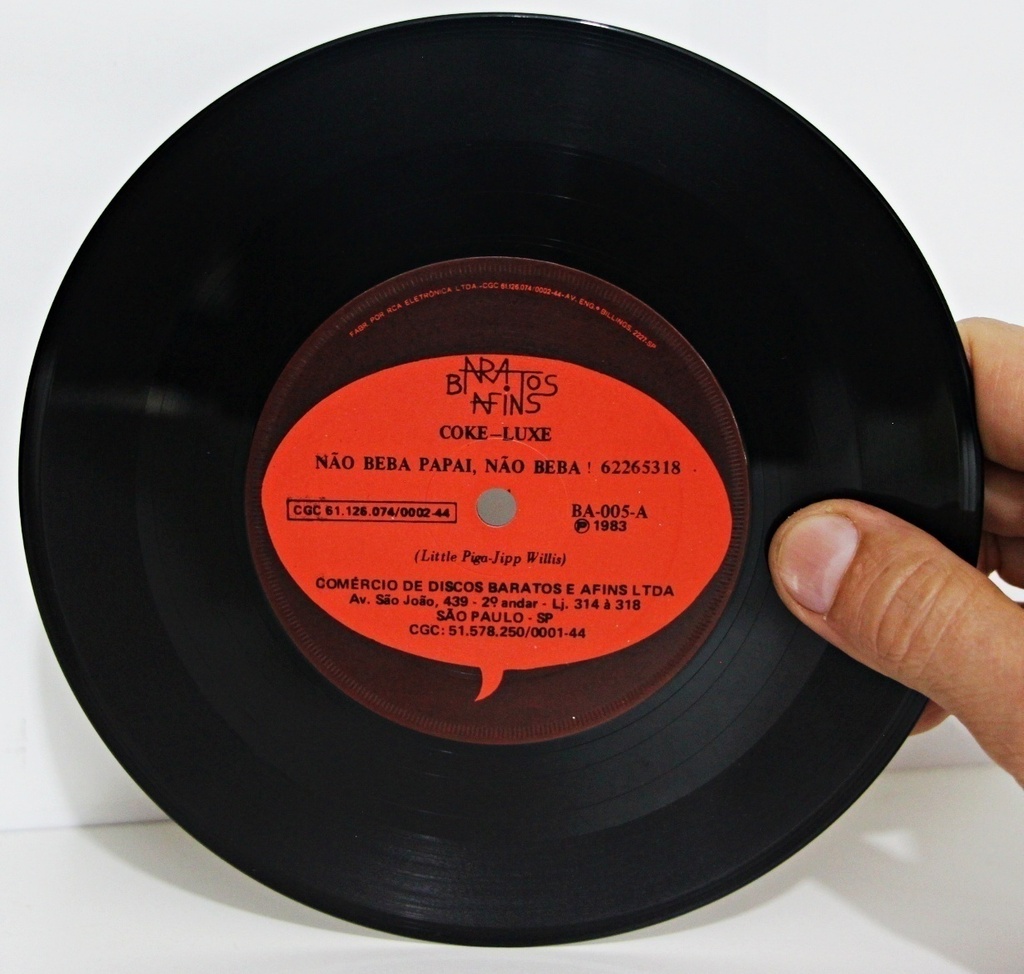 FABR POR RCA ELETRÔNICA LTDA.-CGC 61.126.074/0002-44-AV. ENG.º BILLINGS, 2227-SP
BARATOS
AFINS
COKE-LUXE
NÃO BEBA PAPAI, NÃO BEBA ! 62265318
CGC 61.126.074/0002-44
BA-005-A
Ⓟ 1983
(Little Piga-Jipp Willis)
COMÉRCIO DE DISCOS BARATOS E AFINS LTDA
Av. São João, 439 - 2º andar - Lj. 314 à 318
SÃO PAULO - SP
CGC: 51.578.250/0001-44